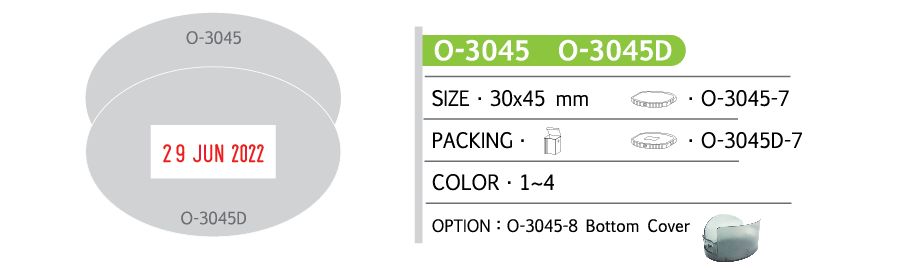 O-3045
29 JUN 2022
O-3045D
O-3045 O-3045D
SIZE · 30x45 mm · O-3045-7
PACKING · · O-3045D-7
COLOR · 1~4
OPTION : O-3045-8 Bottom Cover